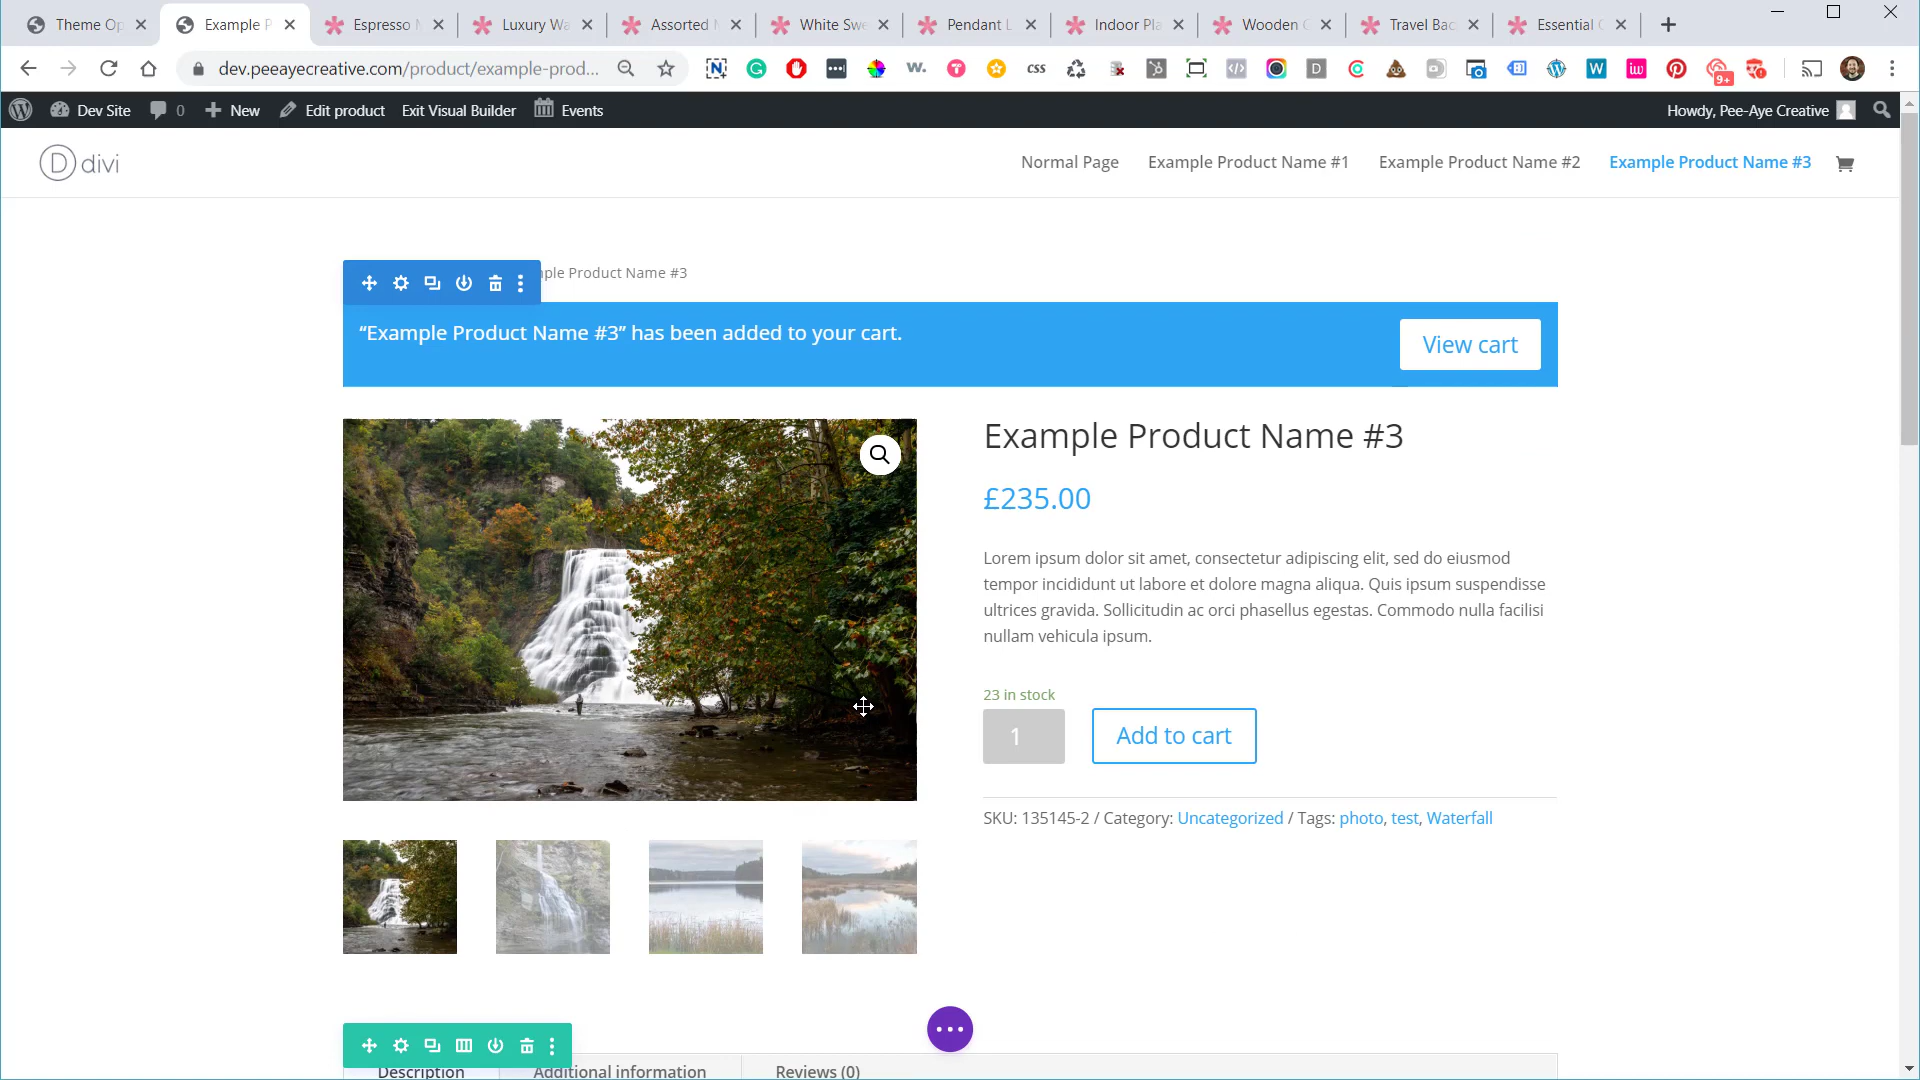 Theme Op
Example P
Espresso
Luxury Wa
Assorted
White Swe
Pendant L
Indoor Pla
Wooden
Travel Bac
Essential
dev.peeayecreative.com/product/example-prod...
css
9+
Dev Site
0
New
Edit product
Exit Visual Builder
Events
Howdy, Pee-Aye Creative
D divi
Normal Page
Example Product Name #1
Example Product Name #2
Example Product Name #3
ple Product Name #3
“Example Product Name #3” has been added to your cart.
View cart
Example Product Name #3
£235.00
Lorem ipsum dolor sit amet, consectetur adipiscing elit, sed do eiusmod
tempor incididunt ut labore et dolore magna aliqua. Quis ipsum suspendisse
ultrices gravida. Sollicitudin ac orci phasellus egestas. Commodo nulla facilisi
nullam vehicula ipsum.
23 in stock
1
Add to cart
SKU: 135145-2 / Category: Uncategorized / Tags: photo, test, Waterfall
Description
Additional information
Reviews (0)